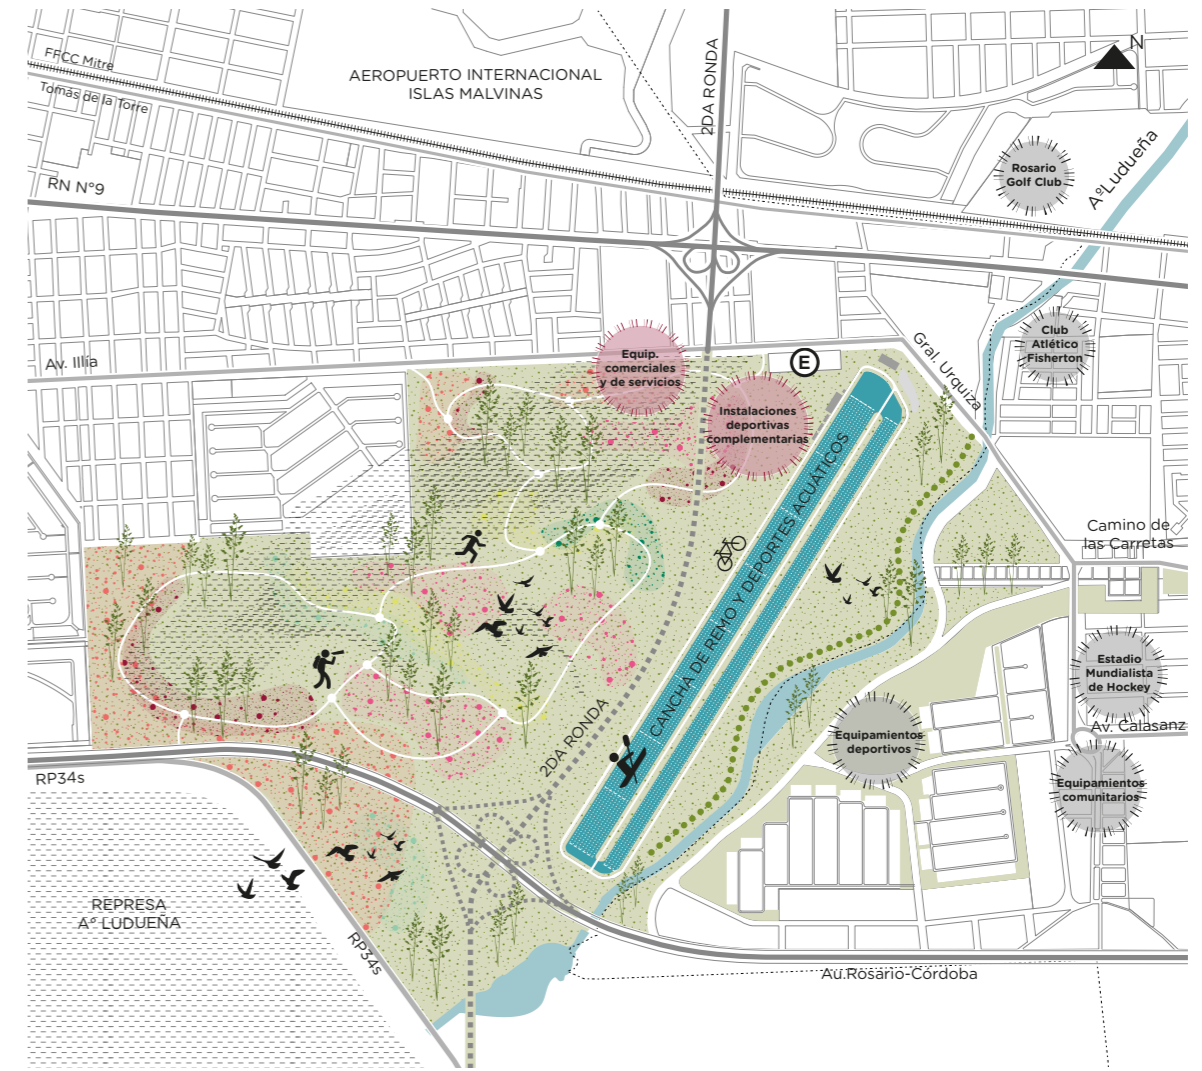 N
FFCC Mitre
Tomás de la Torre
AEROPUERTO INTERNACIONAL
ISLAS MALVINAS
2DA RONDA
Rosario
Golf Club
AºLudueña
RN N°9
Av. Illía
Equip.
comerciales
y de servicios
E
Gral. Urquiza
Club
Atlético
Fisherton
Instalaciones
deportivas
complementarias
CANCHA DE REMO Y DEPORTES ACUÁTICOS
Camino de
las Carretas
Estadio
Mundialista
de Hockey
Av. Calasanz
Equipamientos
deportivos
2DA RONDA
Equipamientos
comunitarios
RP34s
REPRESA
Aº LUDUEÑA
RP34s
Au.Rosario-Córdoba